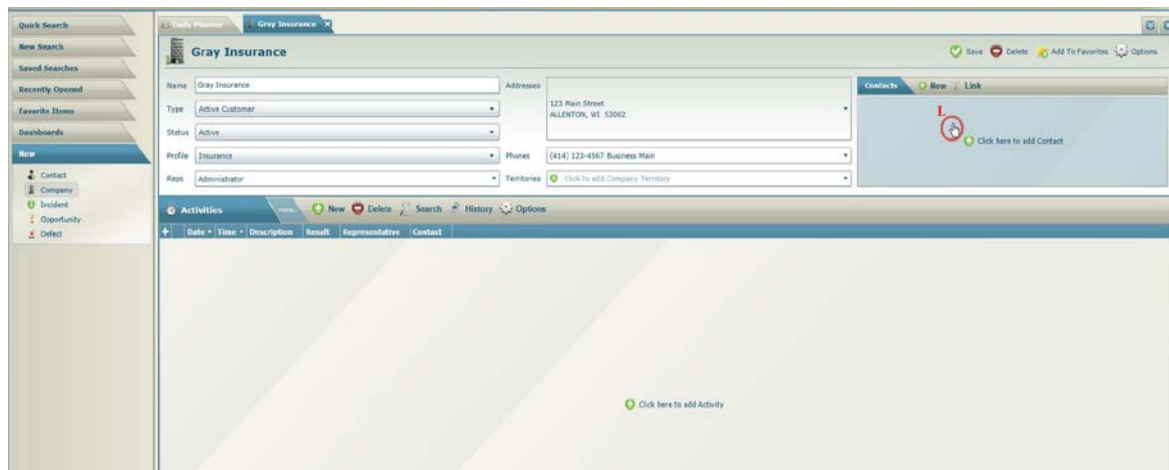 Quick Search
New Search
Saved Searches
Recently Opened
Favorite Items
Dashboards
New
Contact
Company
Incident
Opportunity
Defect
Daily Planner Gray Insurance X
Gray Insurance
Save Delete Add To Favorites Options
Name Gray Insurance
Type Active Customer
Status Active
Profile Insurance
Reps Administrator
Addresses
123 Main Street
ALLENTON, WI 53002
Phones (414) 123-4567 Business Main
Territories Click to add Company Territory
Contacts New Link
L
Click here to add Contact
Activities more... New Delete Search History Options
+ Date Time Description Result Representative Contact
Click here to add Activity